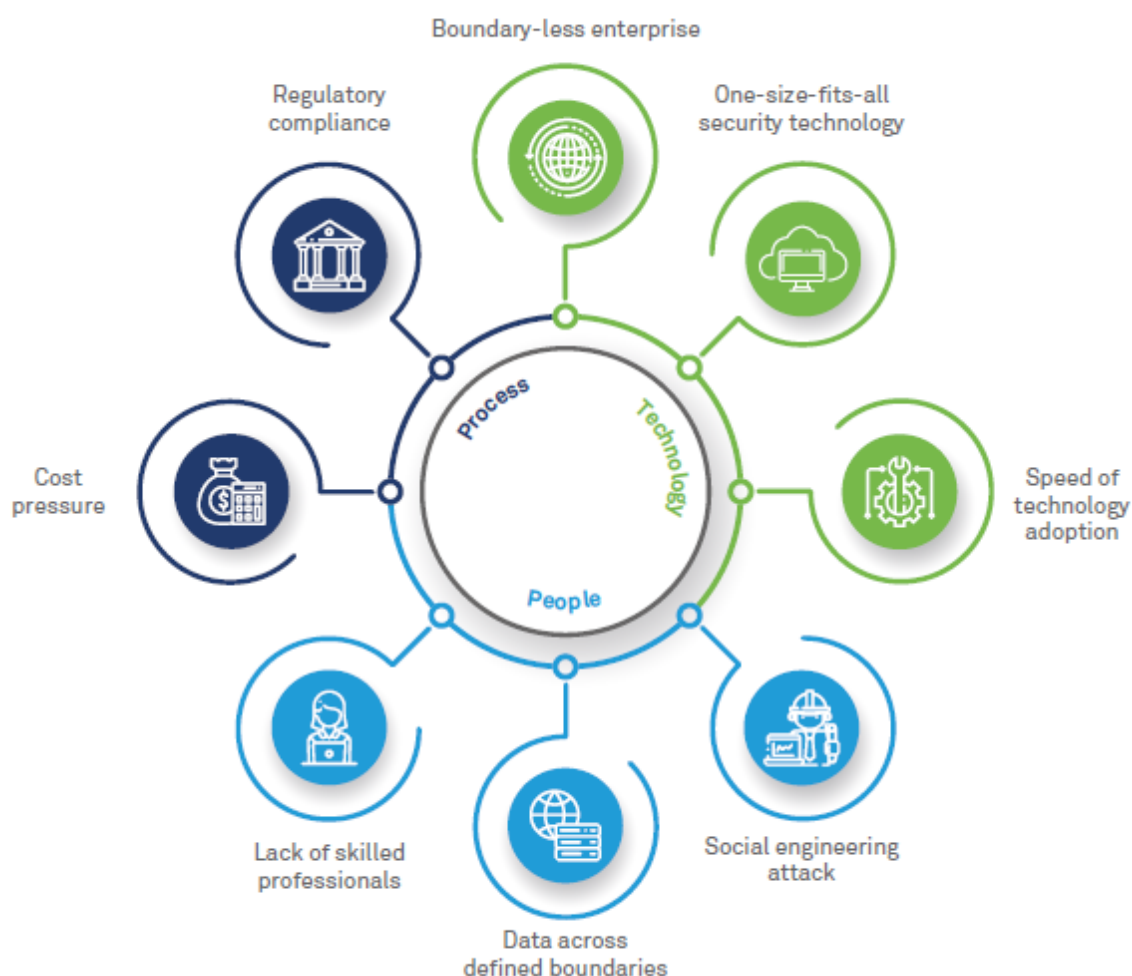 Boundary-less enterprise
Regulatory
compliance
One-size-fits-all
security technology
Process
Technology
Cost
pressure
Speed of
technology
adoption
People
Lack of skilled
professionals
Social engineering
attack
Data across
defined boundaries